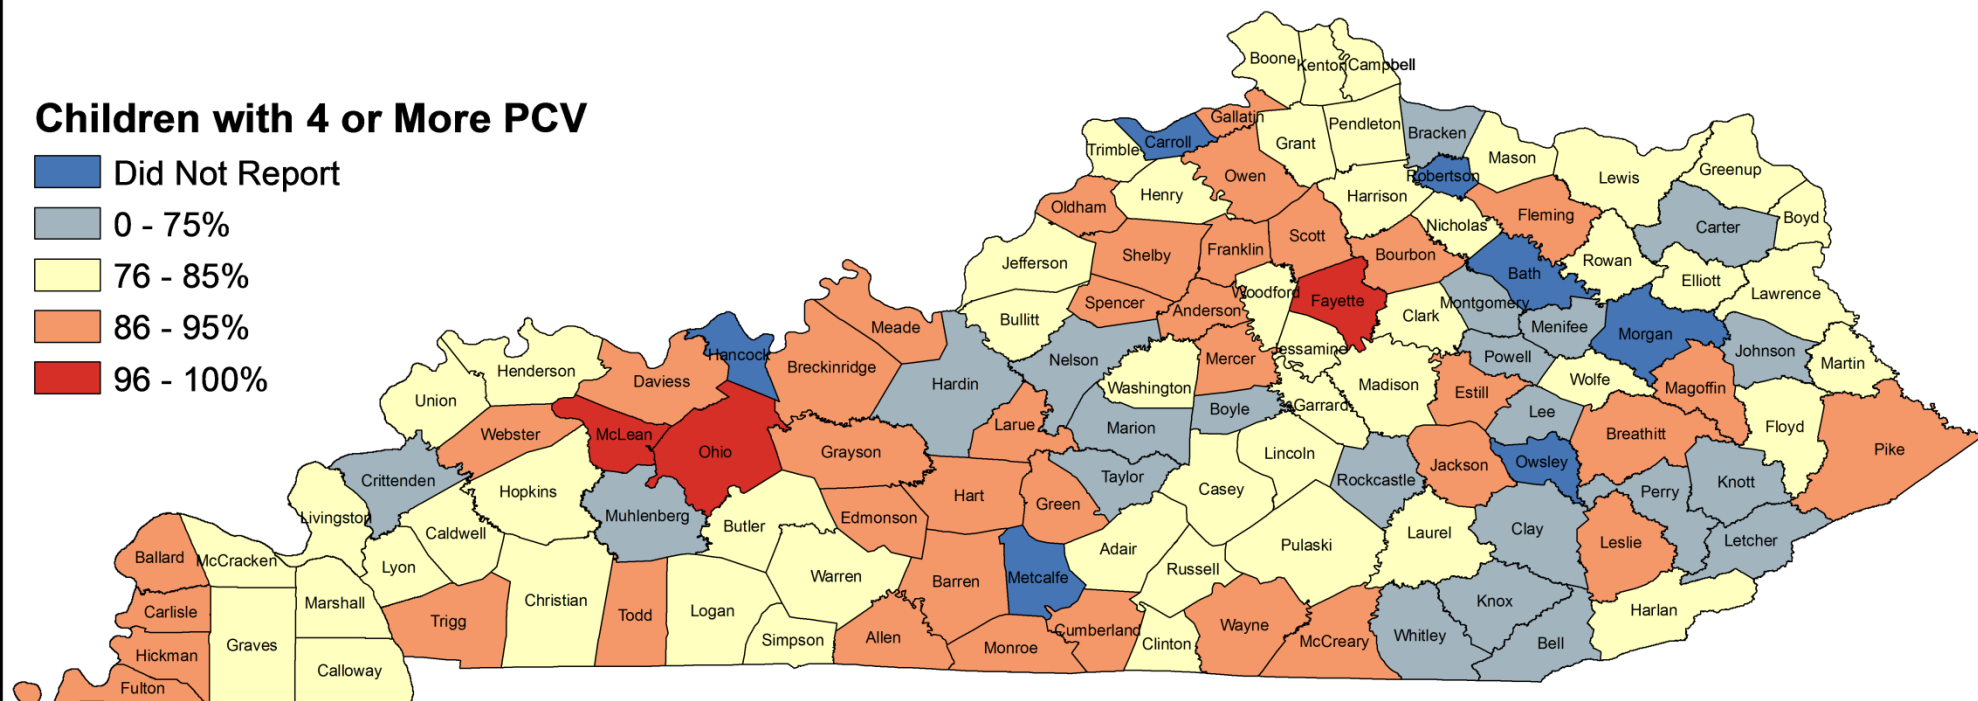 Children with 4 or More PCV
Did Not Report
0 - 75%
76 - 85%
86 - 95%
96 - 100%
Boone
Kenton
Campbell
Gallatin
Carroll
Trimble
Grant
Pendleton
Bracken
Mason
Robertson
Lewis
Greenup
Owen
Henry
Harrison
Oldham
Fleming
Nicholas
Carter
Boyd
Shelby
Franklin
Scott
Bourbon
Jefferson
Rowan
Bath
Elliott
Lawrence
Woodford
Fayette
Montgomery
Spencer
Anderson
Clark
Bullitt
Meade
Menifee
Morgan
Hancock
Nelson
Mercer
Jessamine
Powell
Johnson
Martin
Henderson
Daviess
Breckinridge
Hardin
Washington
Madison
Wolfe
Magoffin
Estill
Union
Boyle
Garrard
Lee
Webster
McLean
Larue
Marion
Floyd
Breathitt
Ohio
Grayson
Lincoln
Jackson
Owsley
Pike
Crittenden
Taylor
Rockcastle
Knott
Perry
Hopkins
Hart
Green
Casey
Livingston
Muhlenberg
Butler
Edmonson
Caldwell
Laurel
Clay
Leslie
Letcher
Pulaski
Adair
Ballard
McCracken
Lyon
Warren
Barren
Metcalfe
Russell
Marshall
Christian
Carlisle
Trigg
Todd
Logan
Knox
Harlan
Simpson
Allen
Cumberland
Wayne
McCreary
Whitley
Bell
Graves
Hickman
Monroe
Clinton
Calloway
Fulton